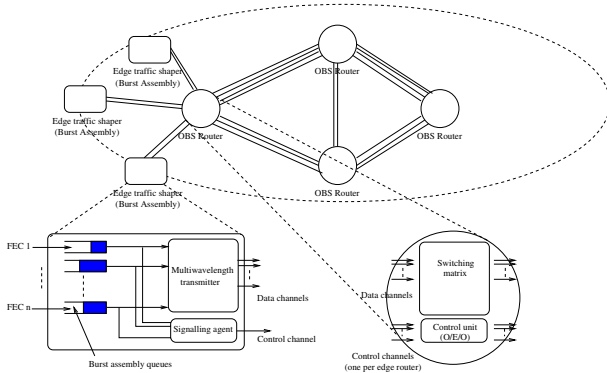 OBS Router
Edge traffic shaper
(Burst Assembly)
Edge traffic shaper
(Burst Assembly)
OBS Router
OBS Router
OBS Router
Edge traffic shaper
(Burst Assembly)
FEC 1
FEC n
Multiwavelength
transmitter
Signalling agent
Data channels
Control channel
Burst assembly queues
Switching
matrix
Data channels
Control unit
(O/E/O)
Control channels
(one per edge router)